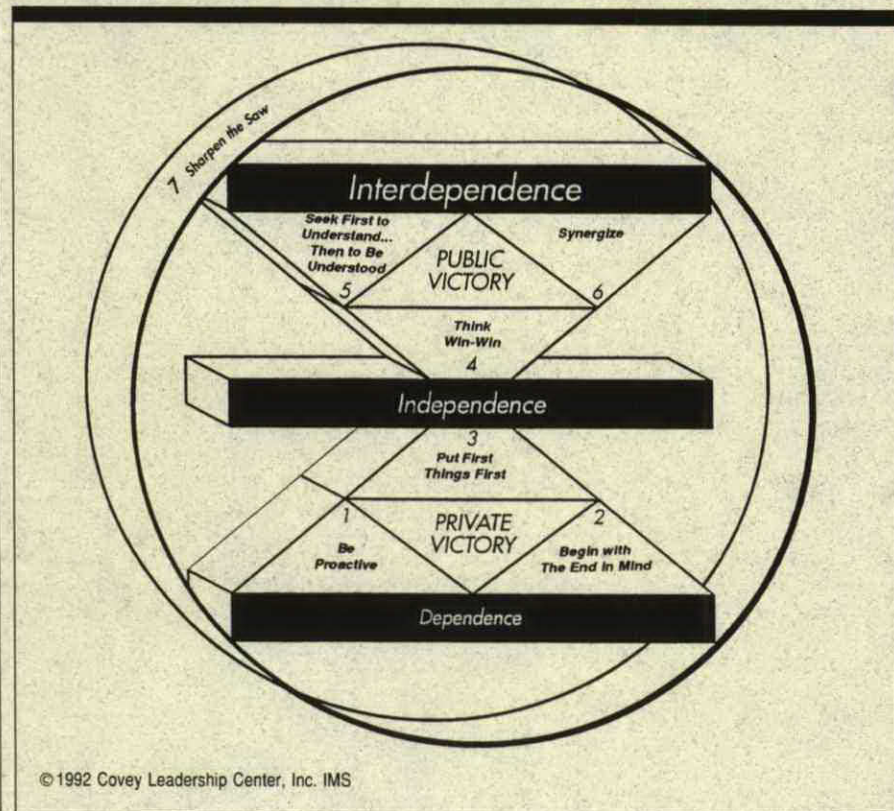 7 Sharpen the Saw
Interdependence
Seek First to
Understand...
Then to Be
Understood
5
PUBLIC
VICTORY
Synergize
6
Think
Win-Win
4
Independence
3
Put First
Things First
1
Be
Proactive
PRIVATE
VICTORY
2
Begin with
The End in Mind
Dependence
©1992 Covey Leadership Center, Inc. IMS